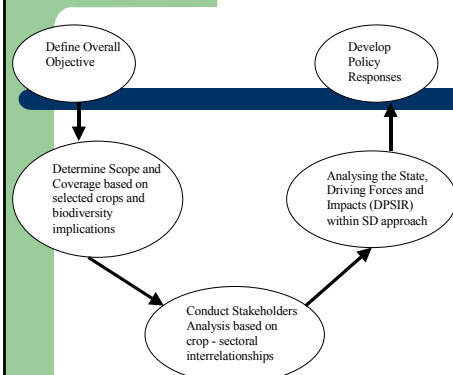 Define Overall
Objective
Determine Scope and
Coverage based on
selected crops and
biodiversity
implications
Conduct Stakeholders
Analysis based on
crop - sectoral
interrelationships
Analysing the State,
Driving Forces and
Impacts (DPSIR)
within SD approach
Develop
Policy
Responses